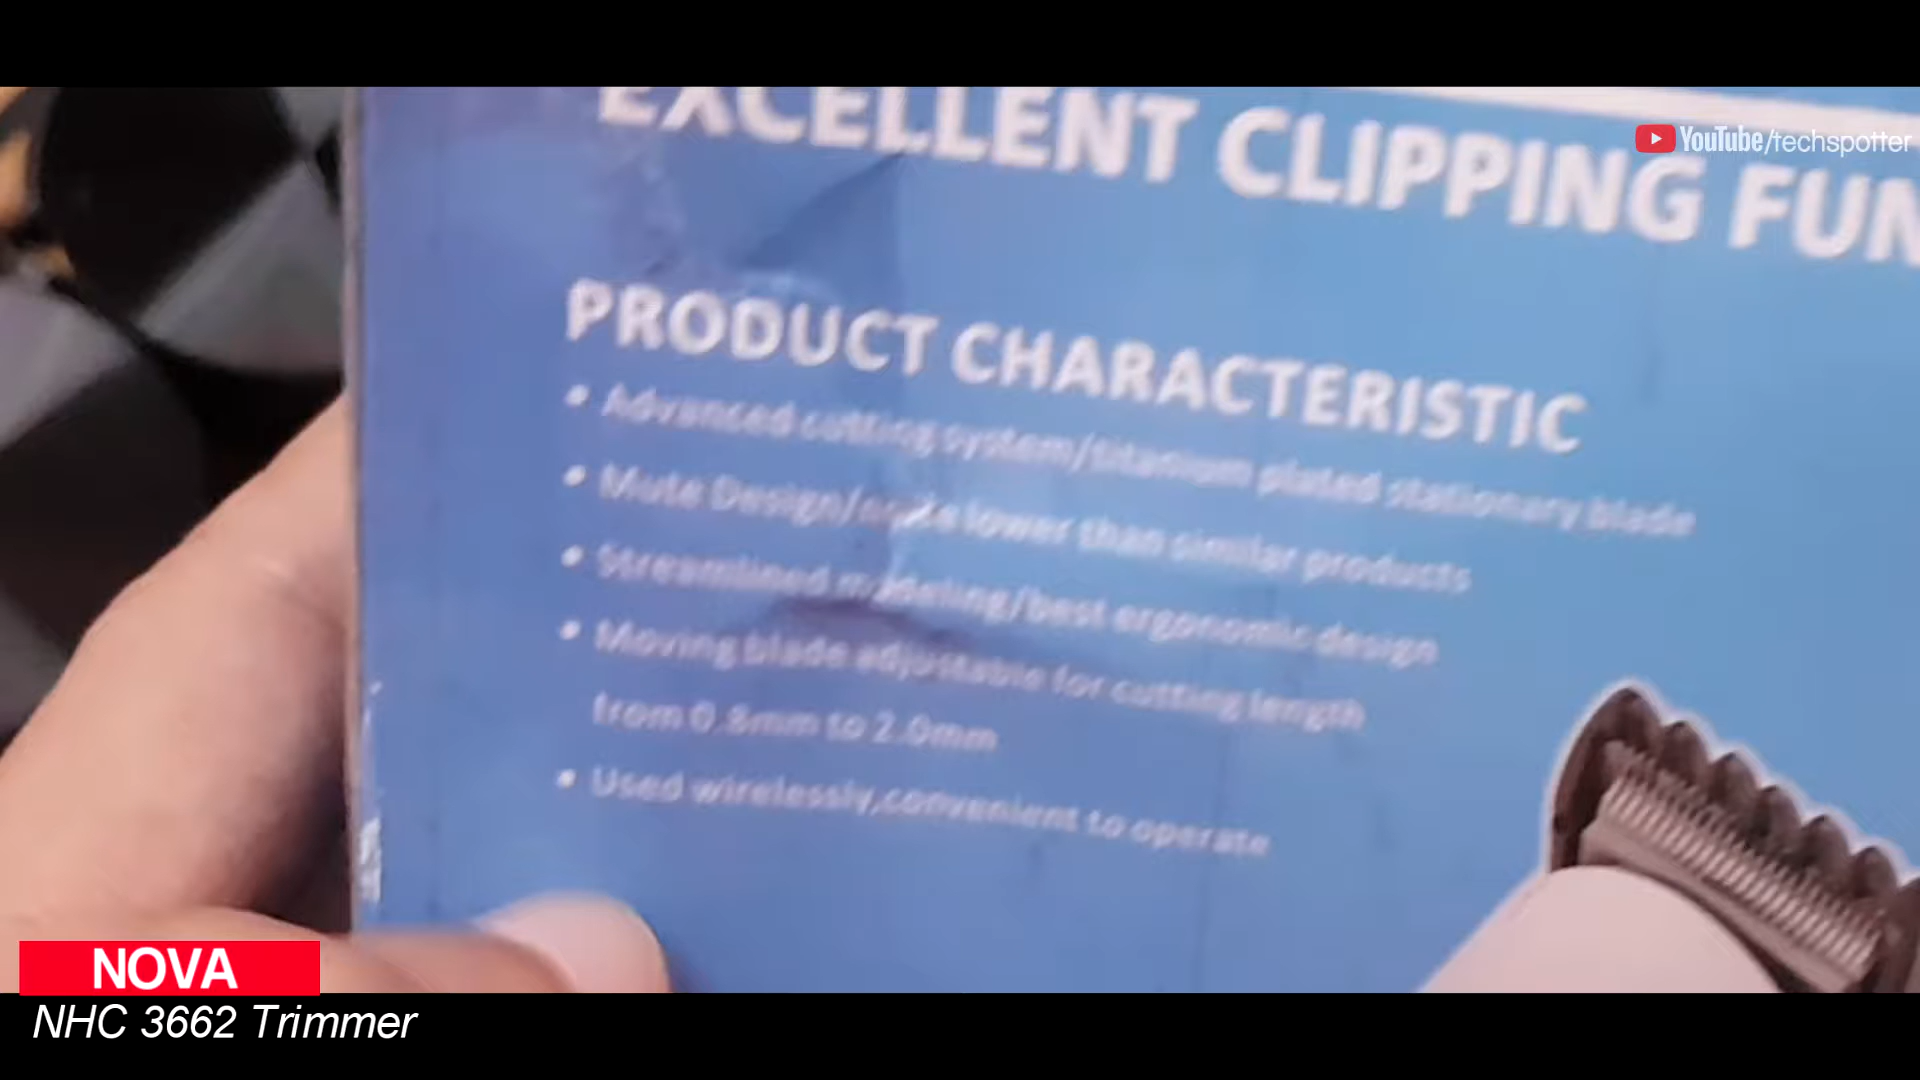 EXCELLENT CLIPPING FUN
YouTube/techspotter
PRODUCT CHARACTERISTIC
• Advanced cutting system/titanium plated stationary blade
• Mute Design/noise lower than similar products
• Streamlined modeling/best ergonomic design
• Moving blade adjustable for cutting length
from 0.8mm to 2.0mm
• Used wirelessly,convenient to operate
NOVA
NHC 3662 Trimmer